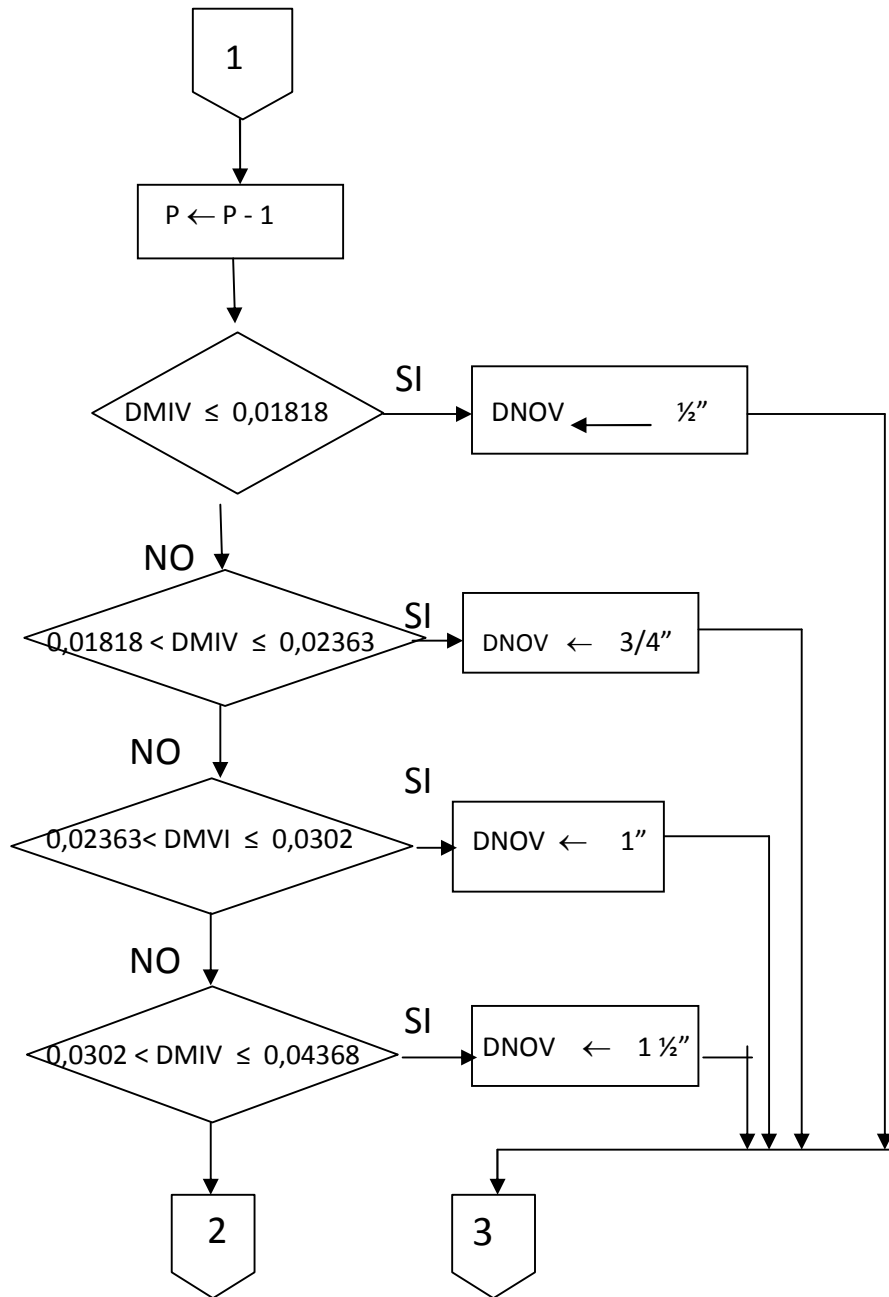 1
P ← P - 1
DMIV ≤ 0,01818
SI
DNOV ← ½”
NO
0,01818 < DMIV ≤ 0,02363
SI
DNOV ← 3/4”
NO
0,02363< DMVI ≤ 0,0302
SI
DNOV ← 1”
NO
0,0302 < DMIV ≤ 0,04368
SI
DNOV ← 1 ½”
2
3